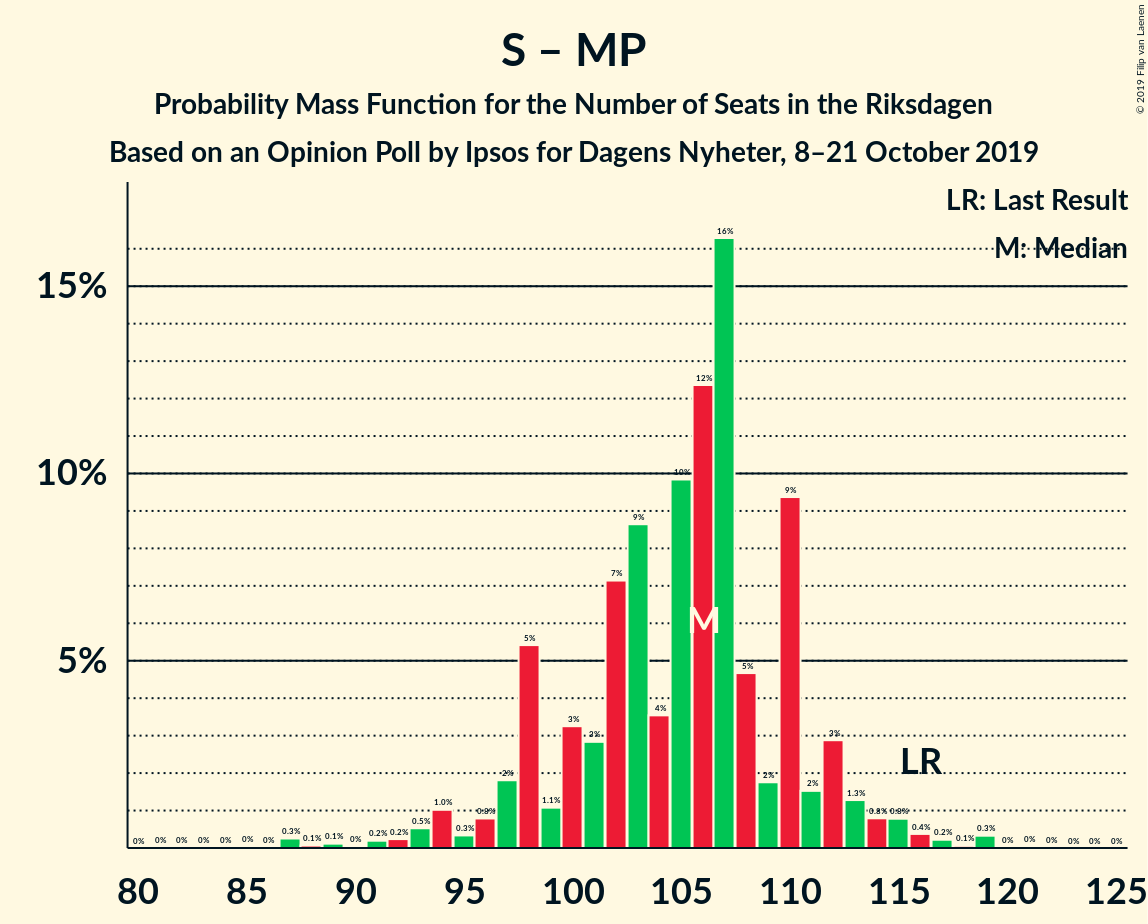 S – MP
Probability Mass Function for the Number of Seats in the Riksdagen
Based on an Opinion Poll by Ipsos for Dagens Nyheter, 8–21 October 2019
© 2019 Filip van Laenen
LR: Last Result
M: Median
15%
10%
5%
0% 0% 0% 0% 0% 0% 0% 0.3% 0.1% 0.1% 0% 0.2% 0.2% 0.5% 1.0% 0.3% 0.8% 2% 5% 1.1% 3% 3% 7% 9% 4% 10% 12% 16% 5% 2% 9% 2% 3% 1.3% 0.8% 0.8% 0.4% 0.2% 0.1% 0.3% 0% 0% 0% 0% 0% 0%
M
LR
80 85 90 95 100 105 110 115 120 125